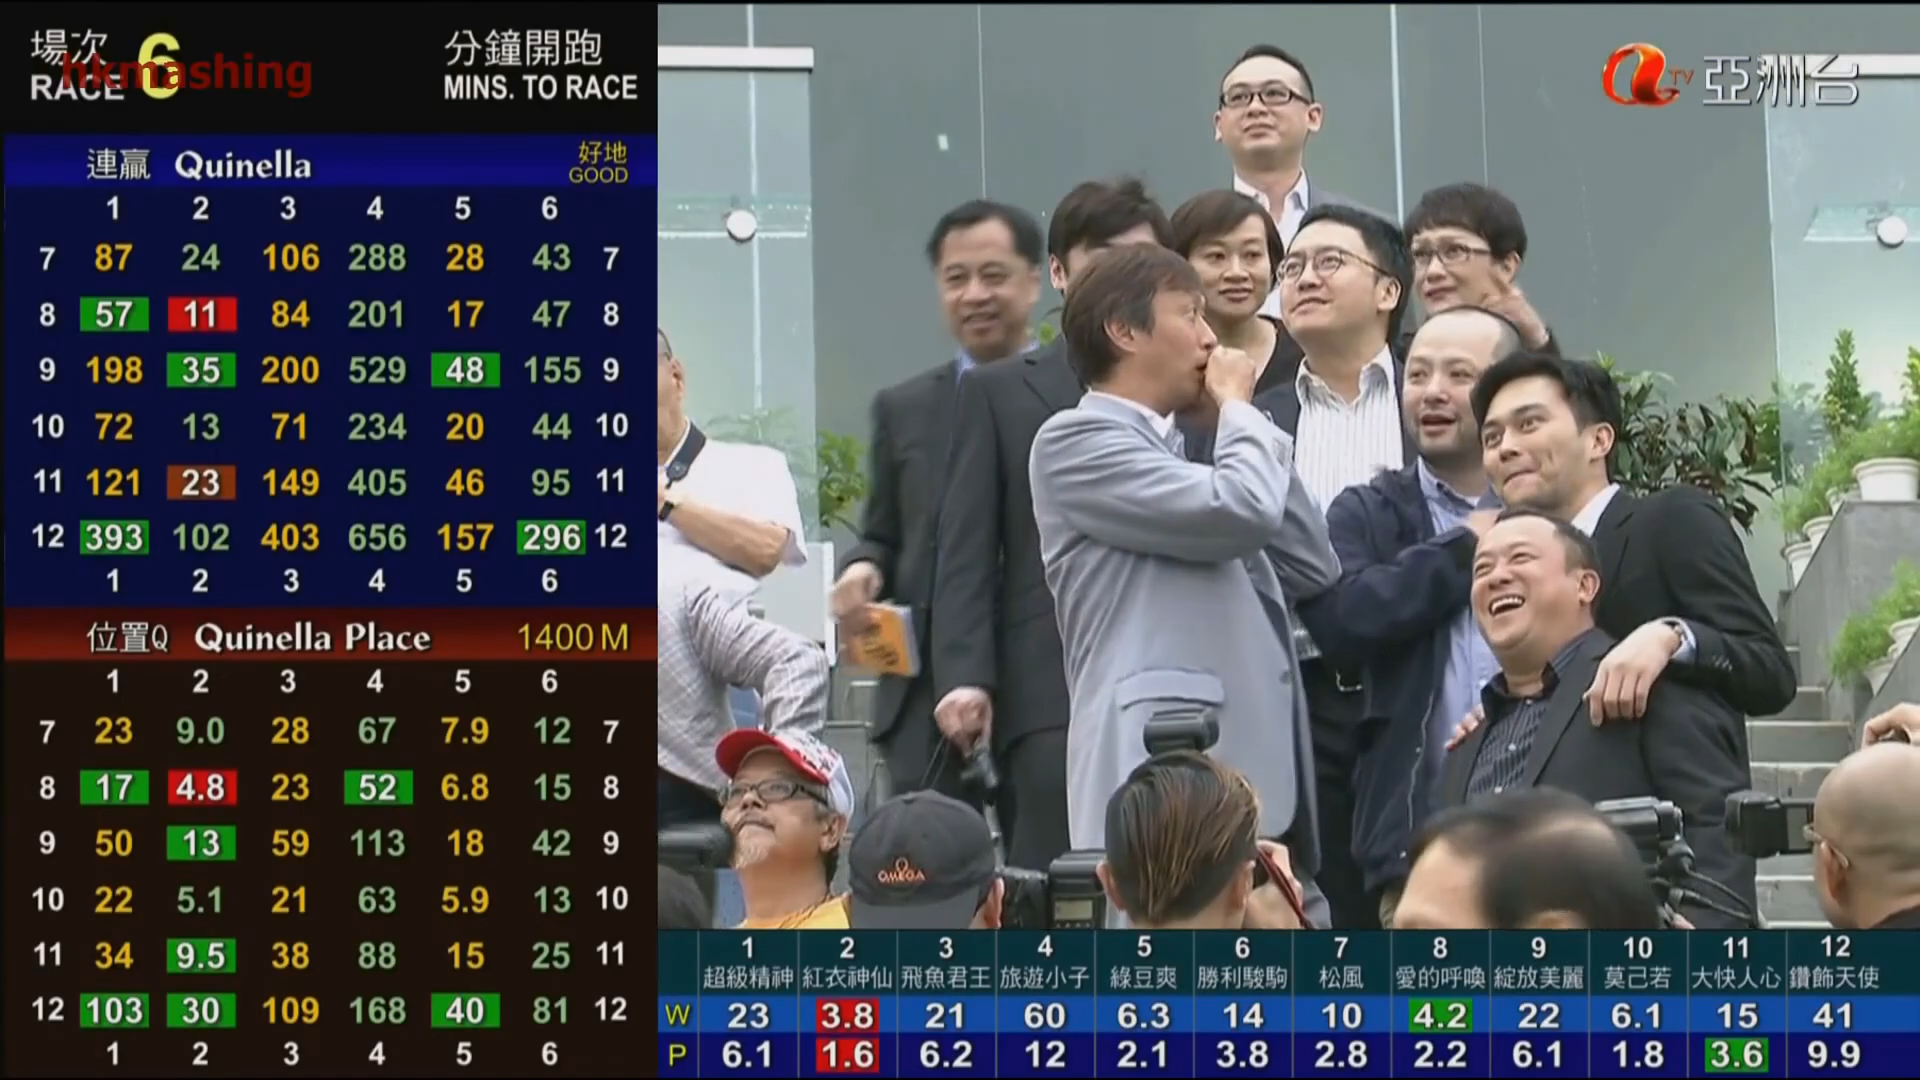 場次 6 分鐘開跑
RACE MINS. TO RACE
hkmashing
連贏 Quinella 好地
GOOD
1 2 3 4 5 6
7 87 24 106 288 28 43 7
8 57 11 84 201 17 47 8
9 198 35 200 529 48 155 9
10 72 13 71 234 20 44 10
11 121 23 149 405 46 95 11
12 393 102 403 656 157 296 12
1 2 3 4 5 6
位置Q Quinella Place 1400 M
1 2 3 4 5 6
7 23 9.0 28 67 7.9 12 7
8 17 4.8 23 52 6.8 15 8
9 50 13 59 113 18 42 9
10 22 5.1 21 63 5.9 13 10
11 34 9.5 38 88 15 25 11
12 103 30 109 168 40 81 12
1 2 3 4 5 6
TV 亞洲台
OMEGA
1 2 3 4 5 6 7 8 9 10 11 12
超級精神 紅衣神仙 飛魚君王 旅遊小子 綠豆爽 勝利駿駒 松風 愛的呼喚 綻放美麗 莫己若 大快人心 鑽飾天使
W 23 3.8 21 60 6.3 14 10 4.2 22 6.1 15 41
P 6.1 1.6 6.2 12 2.1 3.8 2.8 2.2 6.1 1.8 3.6 9.9